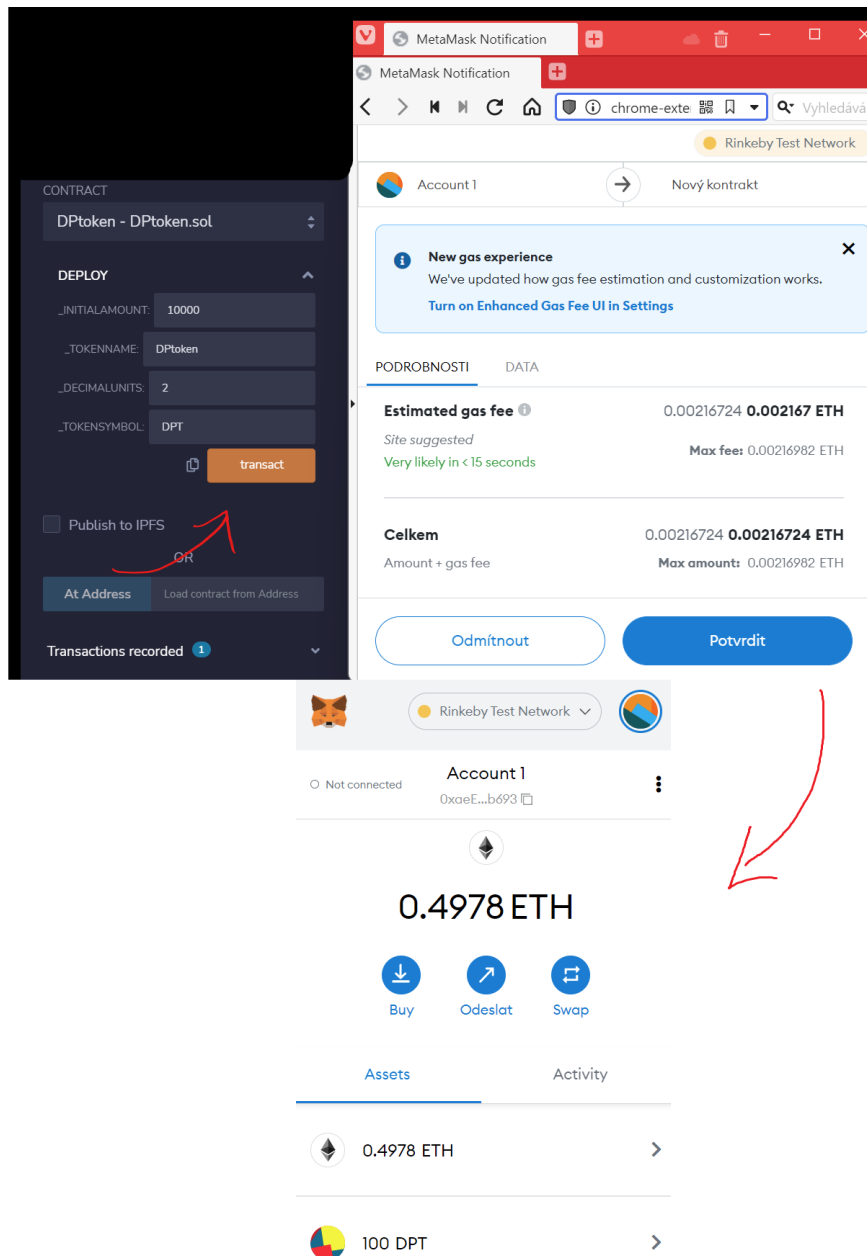 MetaMask Notification
MetaMask Notification
chrome-exte
Vyhledává
Rinkeby Test Network
Account 1
Nový kontrakt
New gas experience
We've updated how gas fee estimation and customization works.
Turn on Enhanced Gas Fee UI in Settings
PODROBNOSTI DATA
Estimated gas fee 0.00216724 0.002167 ETH
Site suggested
Very likely in < 15 seconds
Max fee: 0.00216982 ETH
Celkem 0.00216724 0.00216724 ETH
Amount + gas fee Max amount: 0.00216982 ETH
Odmítnout Potvrdit
CONTRACT
DPtoken - DPtoken.sol
DEPLOY
_INITIALAMOUNT: 10000
_TOKENNAME: DPtoken
_DECIMALUNITS: 2
_TOKENSYMBOL: DPT
transact
Publish to IPFS
OR
At Address Load contract from Address
Transactions recorded 1
Rinkeby Test Network
Not connected
Account 1
0xaeE...b693
0.4978 ETH
Buy Odeslat Swap
Assets Activity
0.4978 ETH
100 DPT